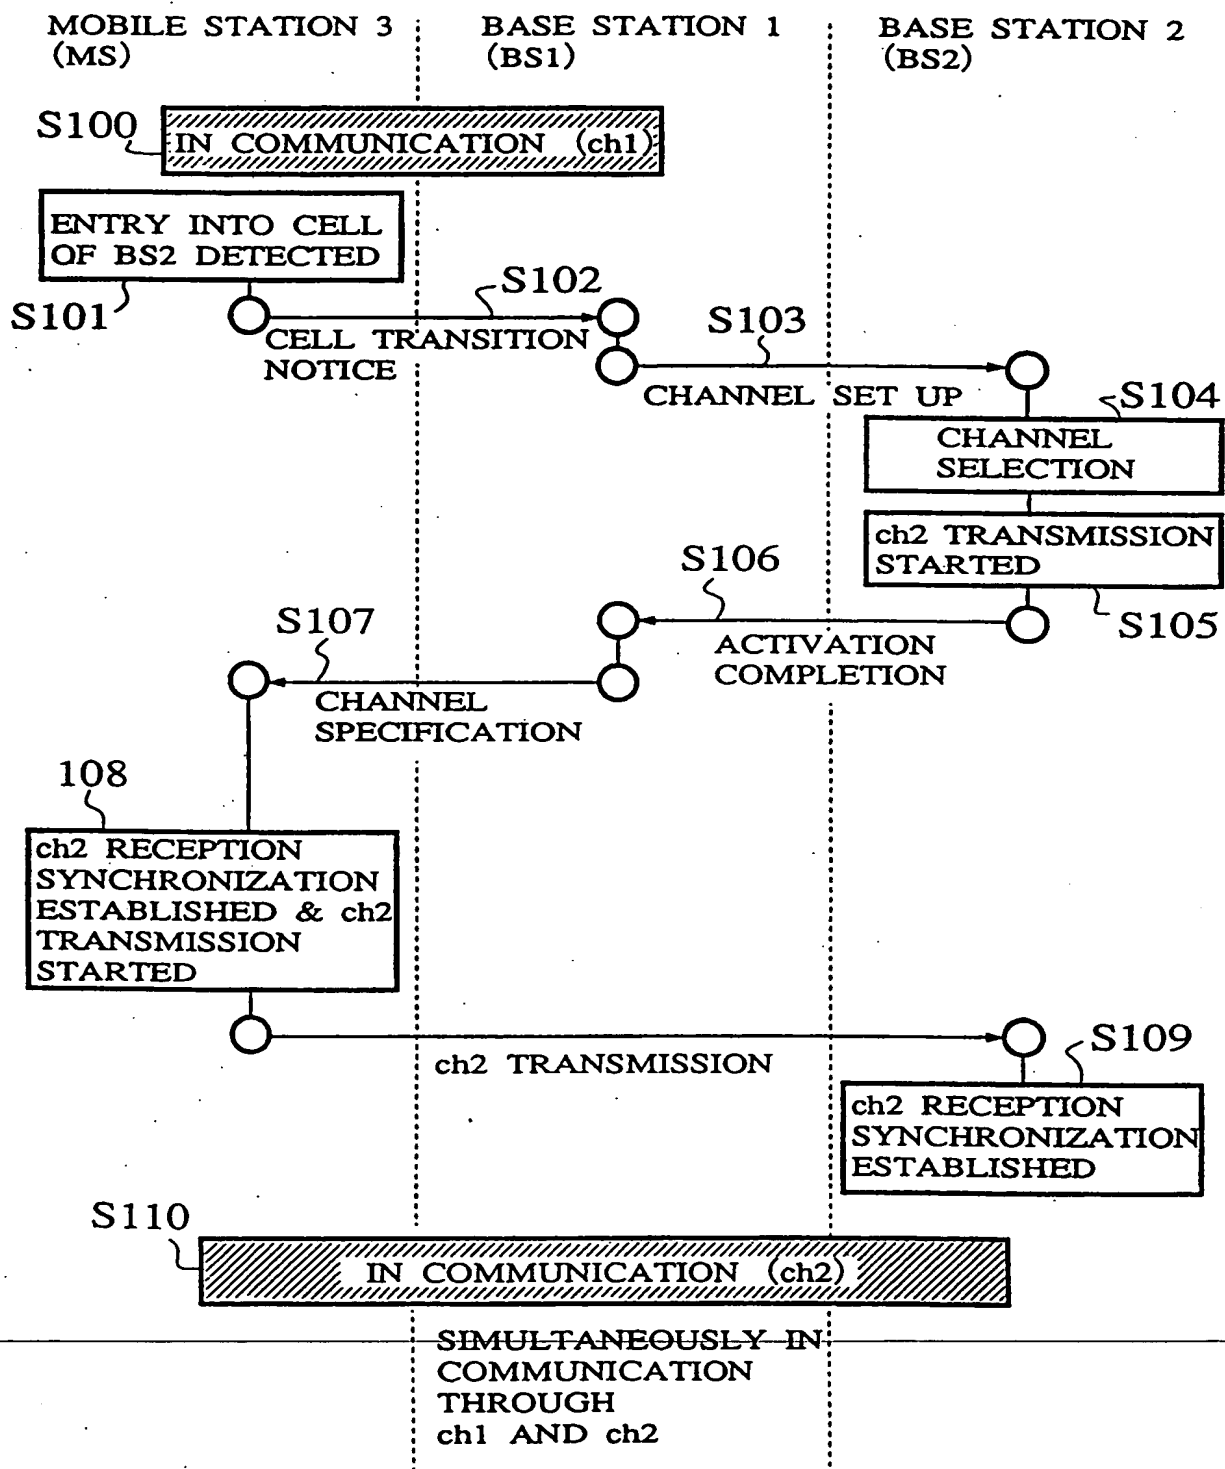 MOBILE STATION 3
(MS)
BASE STATION 1
(BS1)
BASE STATION 2
(BS2)
S100
IN COMMUNICATION (ch1)
ENTRY INTO CELL
OF BS2 DETECTED
S101
S102
CELL TRANSITION
NOTICE
S103
CHANNEL SET UP
S104
CHANNEL
SELECTION
ch2 TRANSMISSION
STARTED
S105
S106
ACTIVATION
COMPLETION
S107
CHANNEL
SPECIFICATION
108
ch2 RECEPTION
SYNCHRONIZATION
ESTABLISHED & ch2
TRANSMISSION
STARTED
ch2 TRANSMISSION
S109
ch2 RECEPTION
SYNCHRONIZATION
ESTABLISHED
S110
IN COMMUNICATION (ch2)
SIMULTANEOUSLY IN
COMMUNICATION
THROUGH
ch1 AND ch2